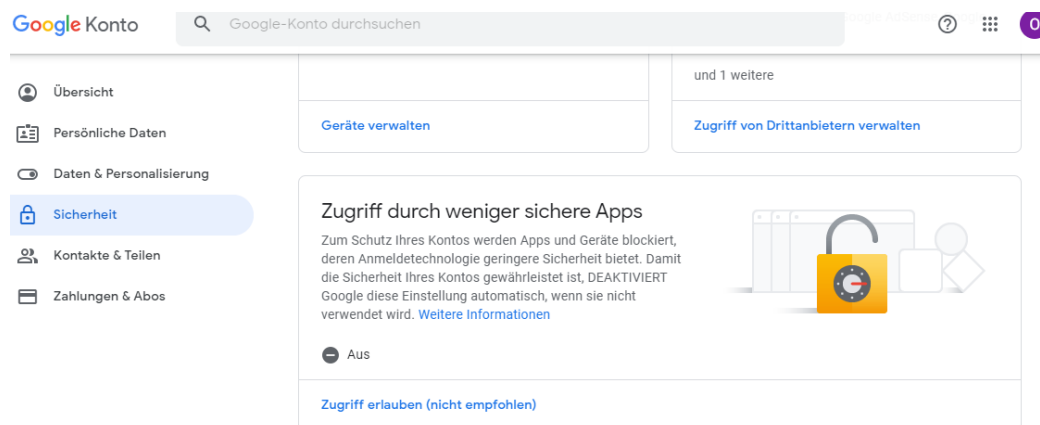 Google Konto
Google-Konto durchsuchen
O
Übersicht
Persönliche Daten
Daten & Personalisierung
Sicherheit
Kontakte & Teilen
Zahlungen & Abos
und 1 weitere
Geräte verwalten
Zugriff von Drittanbietern verwalten
Zugriff durch weniger sichere Apps
Zum Schutz Ihres Kontos werden Apps und Geräte blockiert,
deren Anmeldetechnologie geringere Sicherheit bietet. Damit
die Sicherheit Ihres Kontos gewährleistet ist, DEAKTIVIERT
Google diese Einstellung automatisch, wenn sie nicht
verwendet wird. Weitere Informationen
Aus
Zugriff erlauben (nicht empfohlen)